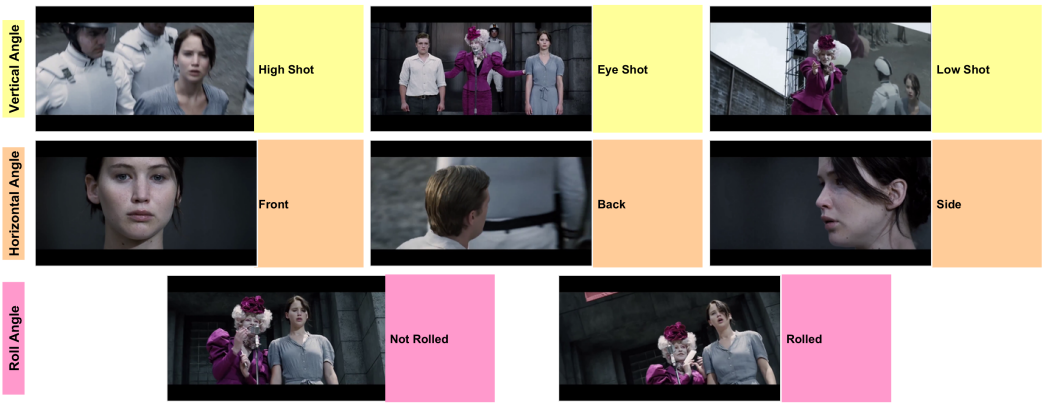 Vertical Angle
High Shot
Eye Shot
Low Shot
Horizontal Angle
Front
Back
Side
Roll Angle
Not Rolled
Rolled